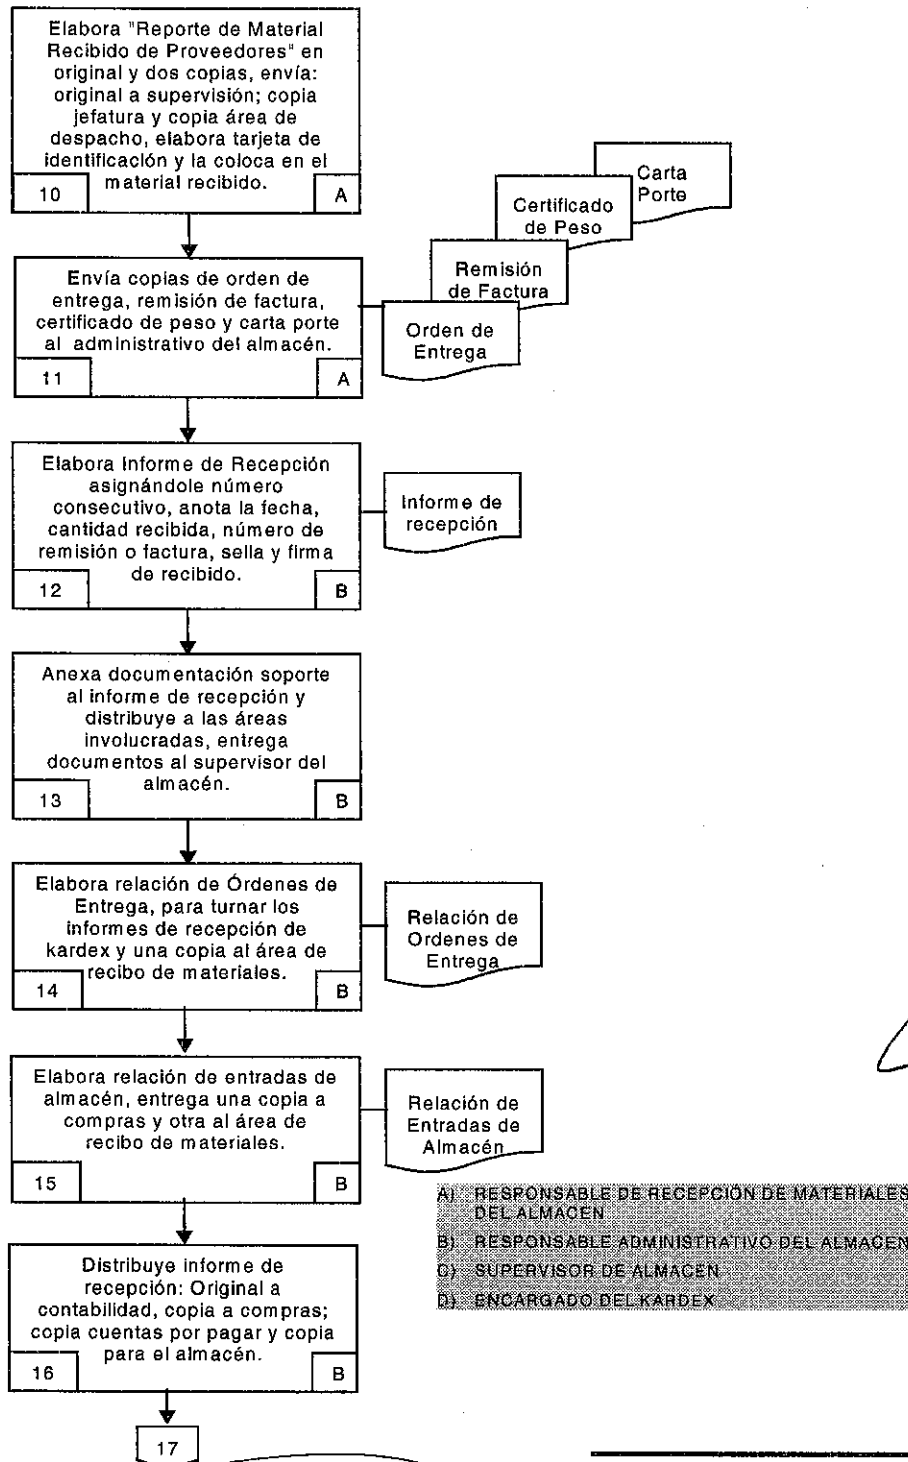 Elabora "Reporte de Material
Recibido de Proveedores" en
original y dos copias, envía:
original a supervisión; copia
jefatura y copia área de
despacho, elabora tarjeta de
identificación y la coloca en el
material recibido.
10
A
Carta
Porte
Certificado
de Peso
Remisión
de Factura
Orden de
Entrega
Envía copias de orden de
entrega, remisión de factura,
certificado de peso y carta porte
al administrativo del almacén.
11
A
Elabora Informe de Recepción
asignándole número
consecutivo, anota la fecha,
cantidad recibida, número de
remisión o factura, sella y firma
de recibido.
12
B
Informe de
recepción
Anexa documentación soporte
al informe de recepción y
distribuye a las áreas
involucradas, entrega
documentos al supervisor del
almacén.
13
B
Elabora relación de Órdenes de
Entrega, para turnar los
informes de recepción de
kardex y una copia al área de
recibo de materiales.
14
B
Relación de
Ordenes de
Entrega
Elabora relación de entradas de
almacén, entrega una copia a
compras y otra al área de
recibo de materiales.
15
B
Relación de
Entradas de
Almacén
A) RESPONSABLE DE RECEPCIÓN DE MATERIALES
DEL ALMACEN
B) RESPONSABLE ADMINISTRATIVO DEL ALMACEN
C) SUPERVISOR DE ALMACEN
D) ENCARGADO DEL KARDEX
Distribuye informe de
recepción: Original a
contabilidad, copia a compras;
copia cuentas por pagar y copia
para el almacén.
16
B
17